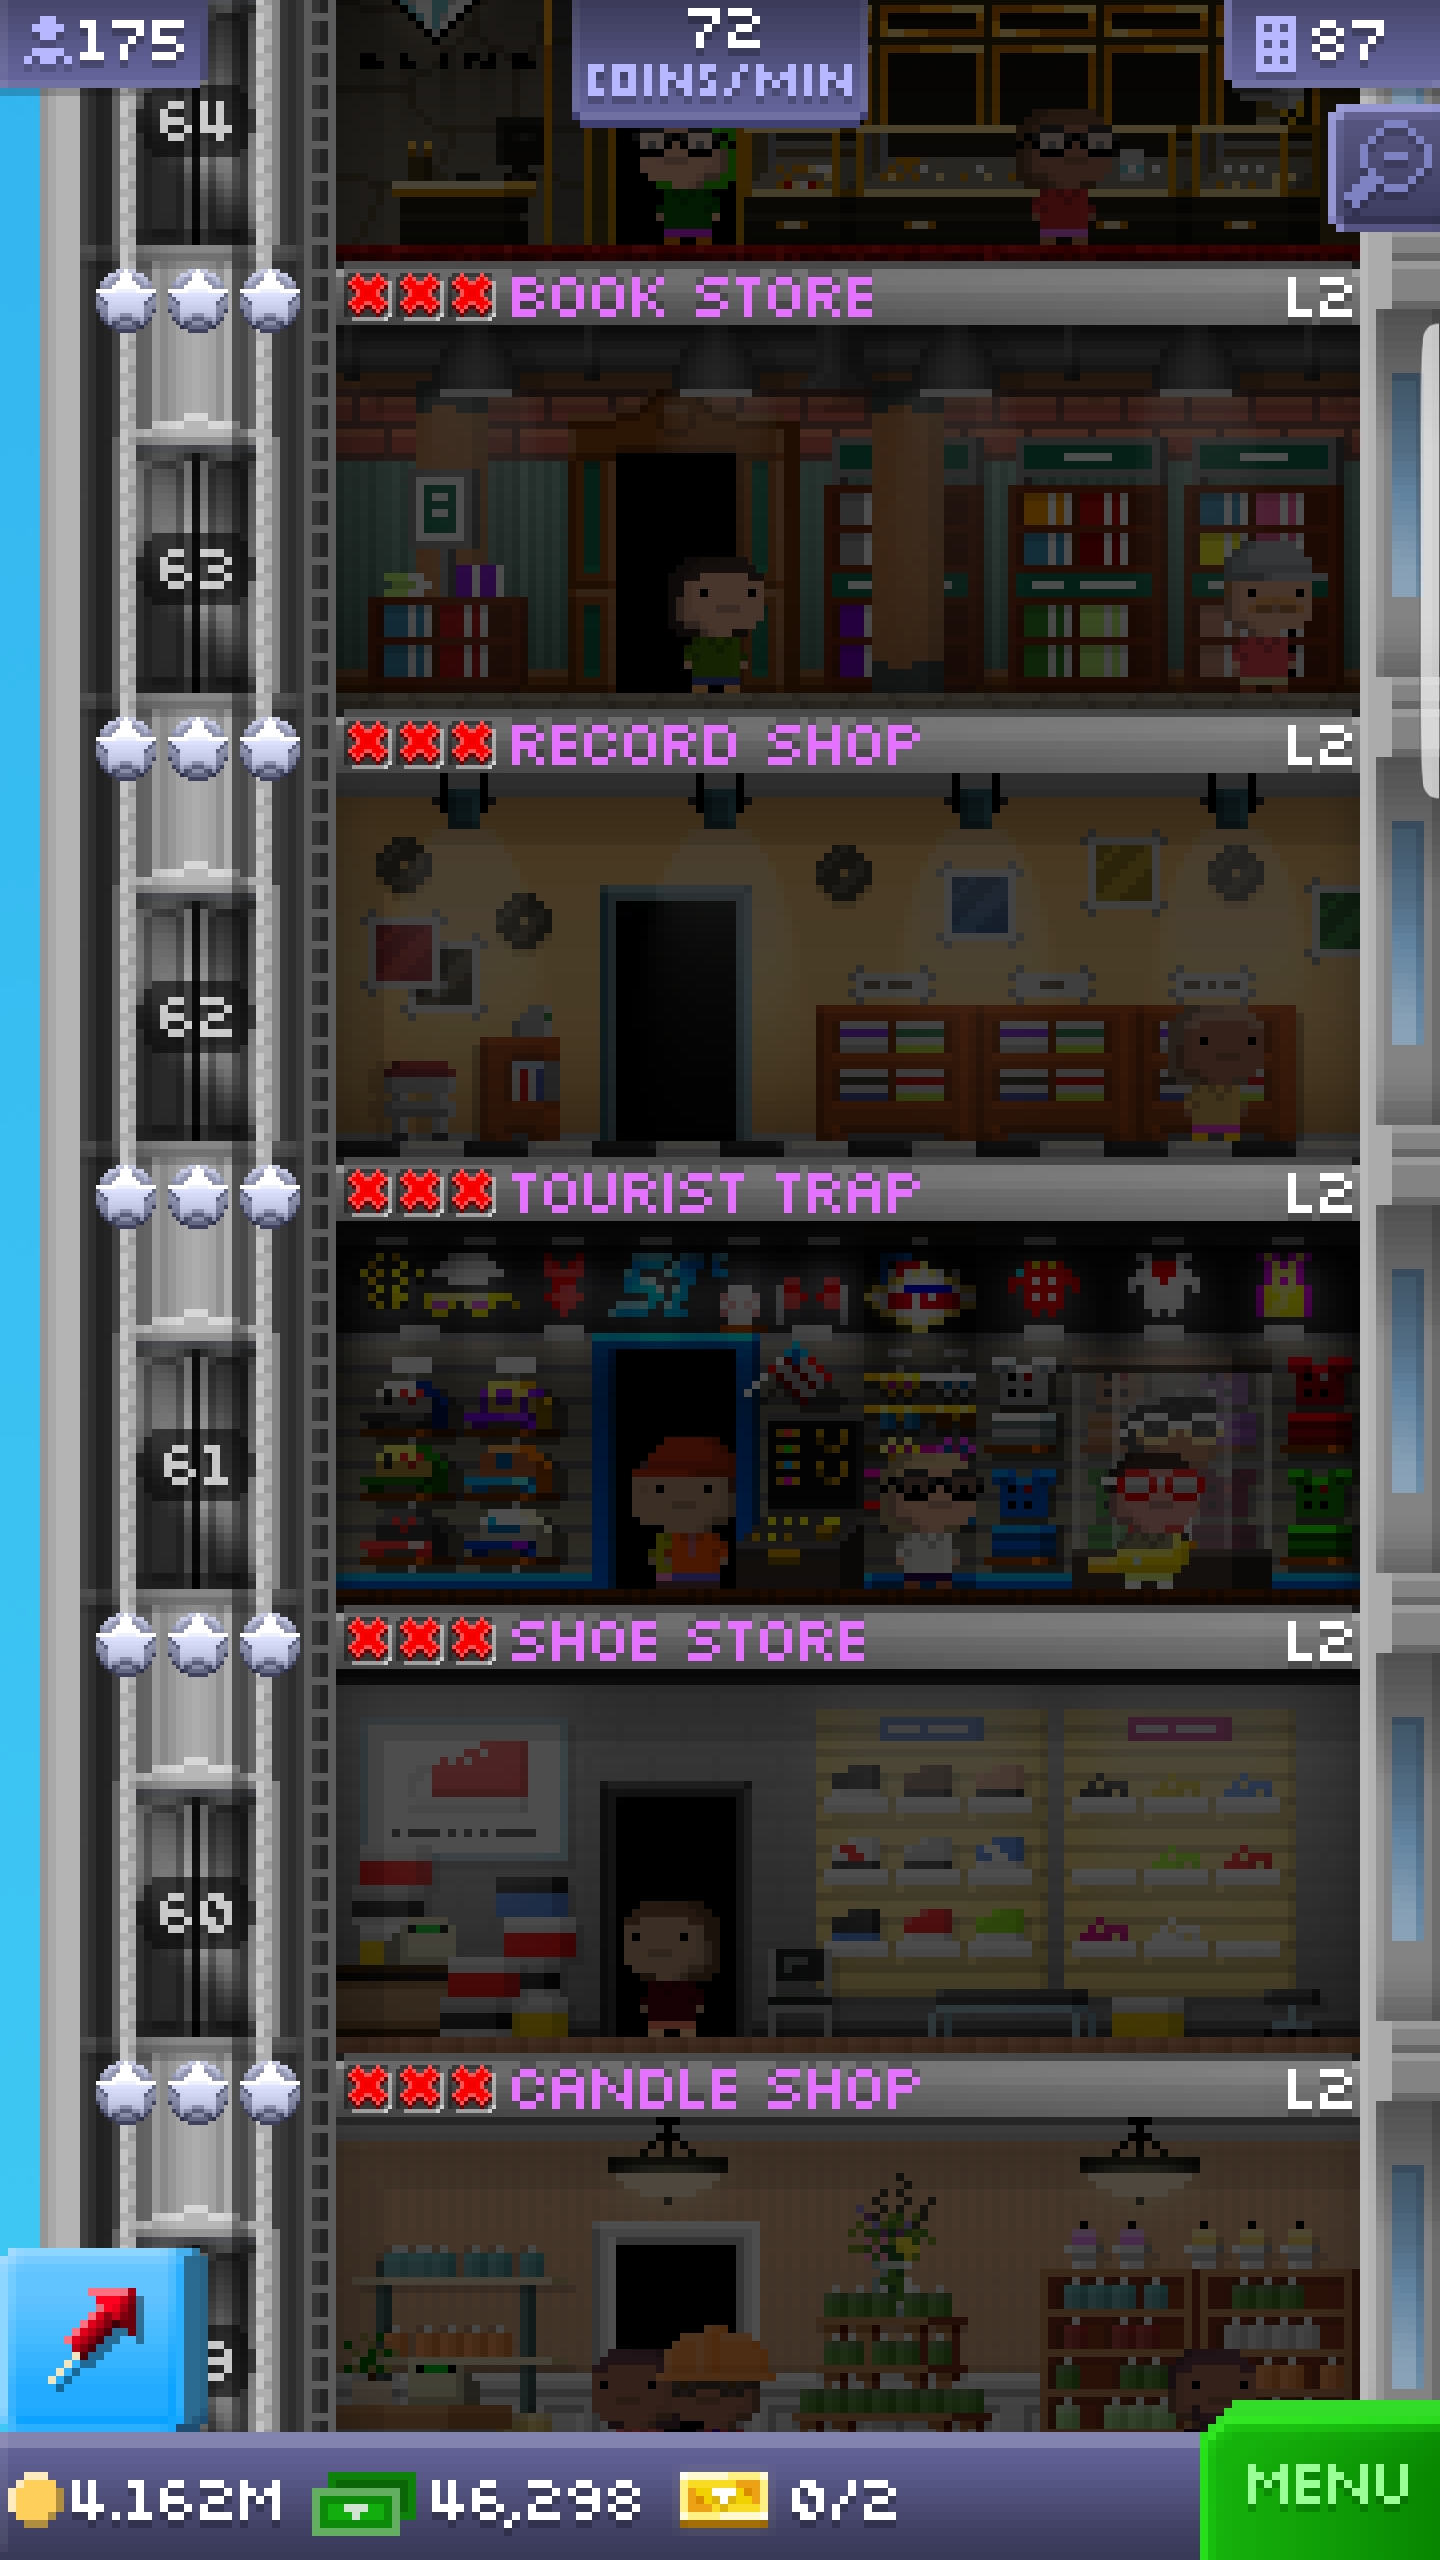 175
72
COINS/MIN
87
64
BOOK STORE L2
63
RECORD SHOP L2
62
TOURIST TRAP L2
61
SHOE STORE L2
60
CANDLE SHOP L2
4.162M 46,298 0/2
MENU